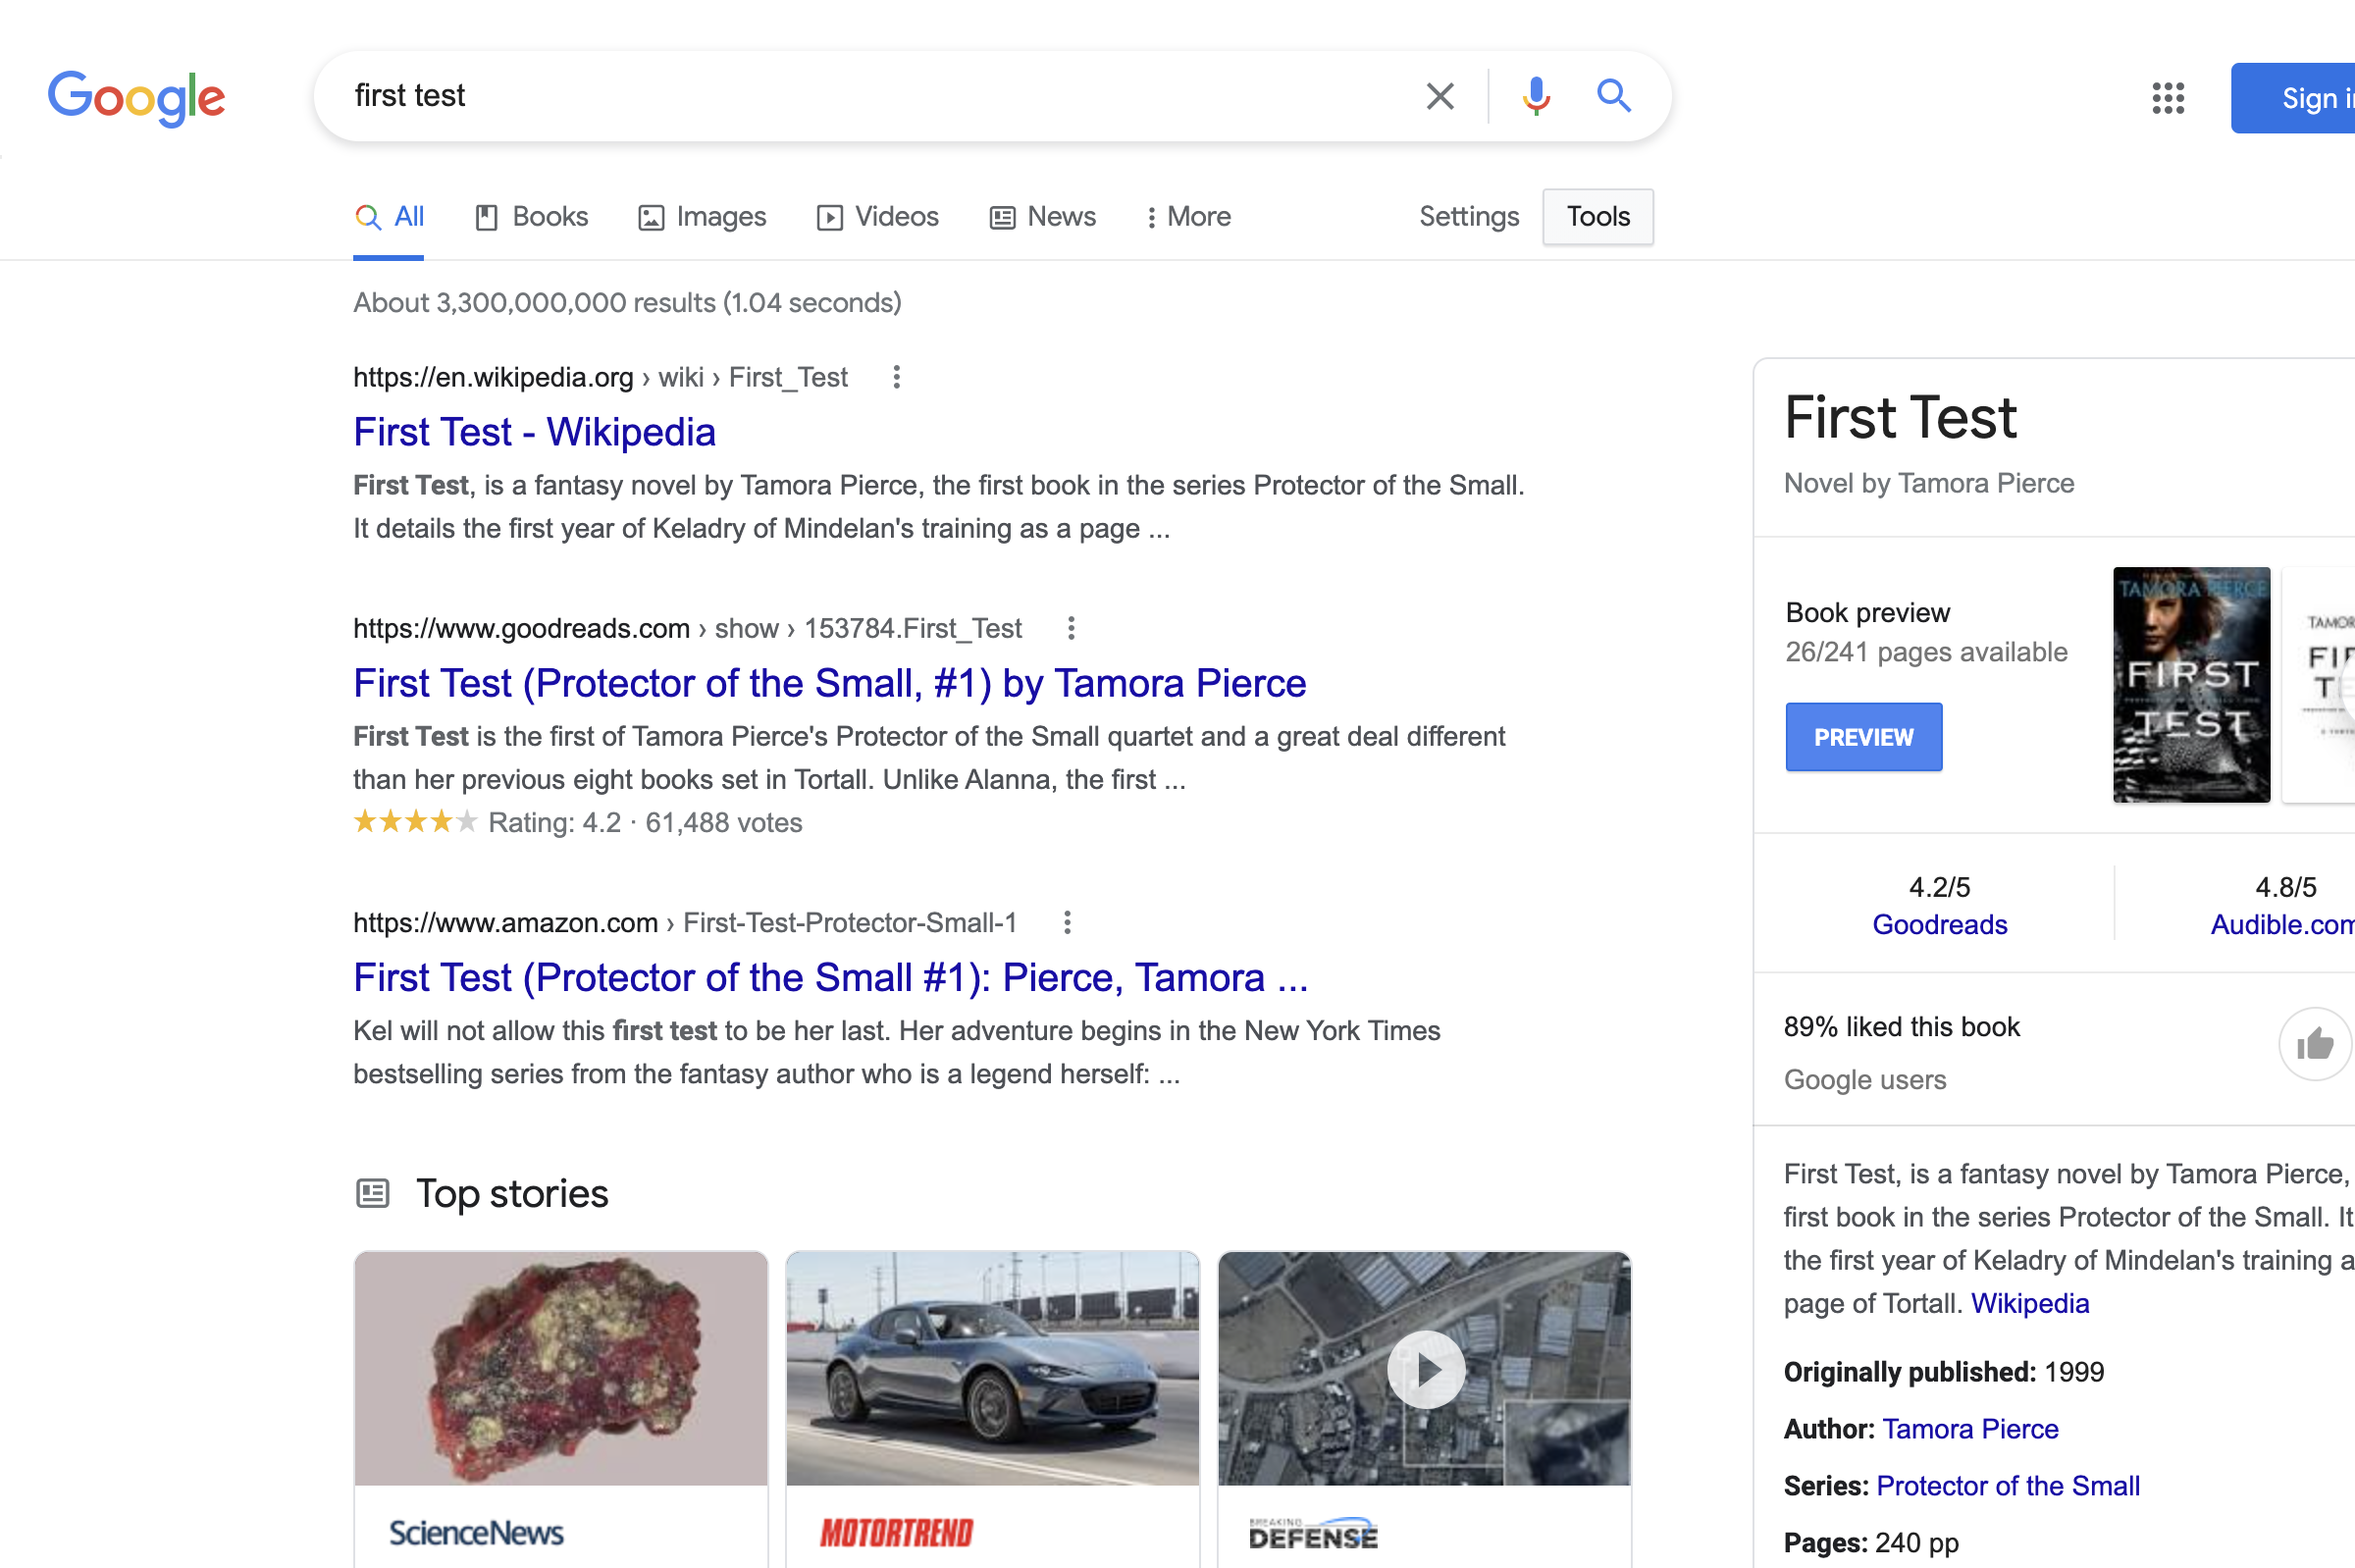 Google
first test
Sign i
All
Books
Images
Videos
News
More
Settings
Tools
About 3,300,000,000 results (1.04 seconds)
https://en.wikipedia.org › wiki › First_Test
First Test - Wikipedia
First Test, is a fantasy novel by Tamora Pierce, the first book in the series Protector of the Small.
It details the first year of Keladry of Mindelan's training as a page ...
https://www.goodreads.com › show › 153784.First_Test
First Test (Protector of the Small, #1) by Tamora Pierce
First Test is the first of Tamora Pierce's Protector of the Small quartet and a great deal different
than her previous eight books set in Tortall. Unlike Alanna, the first ...
Rating: 4.2 · 61,488 votes
https://www.amazon.com › First-Test-Protector-Small-1
First Test (Protector of the Small #1): Pierce, Tamora ...
Kel will not allow this first test to be her last. Her adventure begins in the New York Times
bestselling series from the fantasy author who is a legend herself: ...
Top stories
ScienceNews
MOTORTREND
BREAKING
DEFENSE
First Test
Novel by Tamora Pierce
Book preview
26/241 pages available
PREVIEW
TAMORA PIERCE
FIRST
TEST
TAMOR
FIR
TE
4.2/5
Goodreads
4.8/5
Audible.com
89% liked this book
Google users
First Test, is a fantasy novel by Tamora Pierce,
first book in the series Protector of the Small. It
the first year of Keladry of Mindelan's training a
page of Tortall. Wikipedia
Originally published: 1999
Author: Tamora Pierce
Series: Protector of the Small
Pages: 240 pp